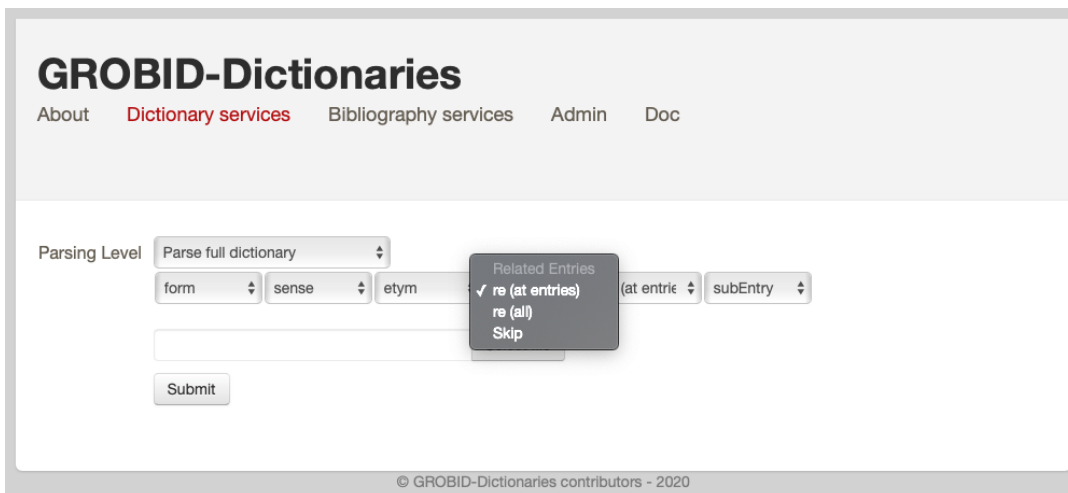 GROBID-Dictionaries
About Dictionary services Bibliography services Admin Doc
Parsing Level Parse full dictionary
Related Entries
form sense etym ✓ re (at entries) (at entrie subEntry
re (all)
Skip
Submit
© GROBID-Dictionaries contributors - 2020